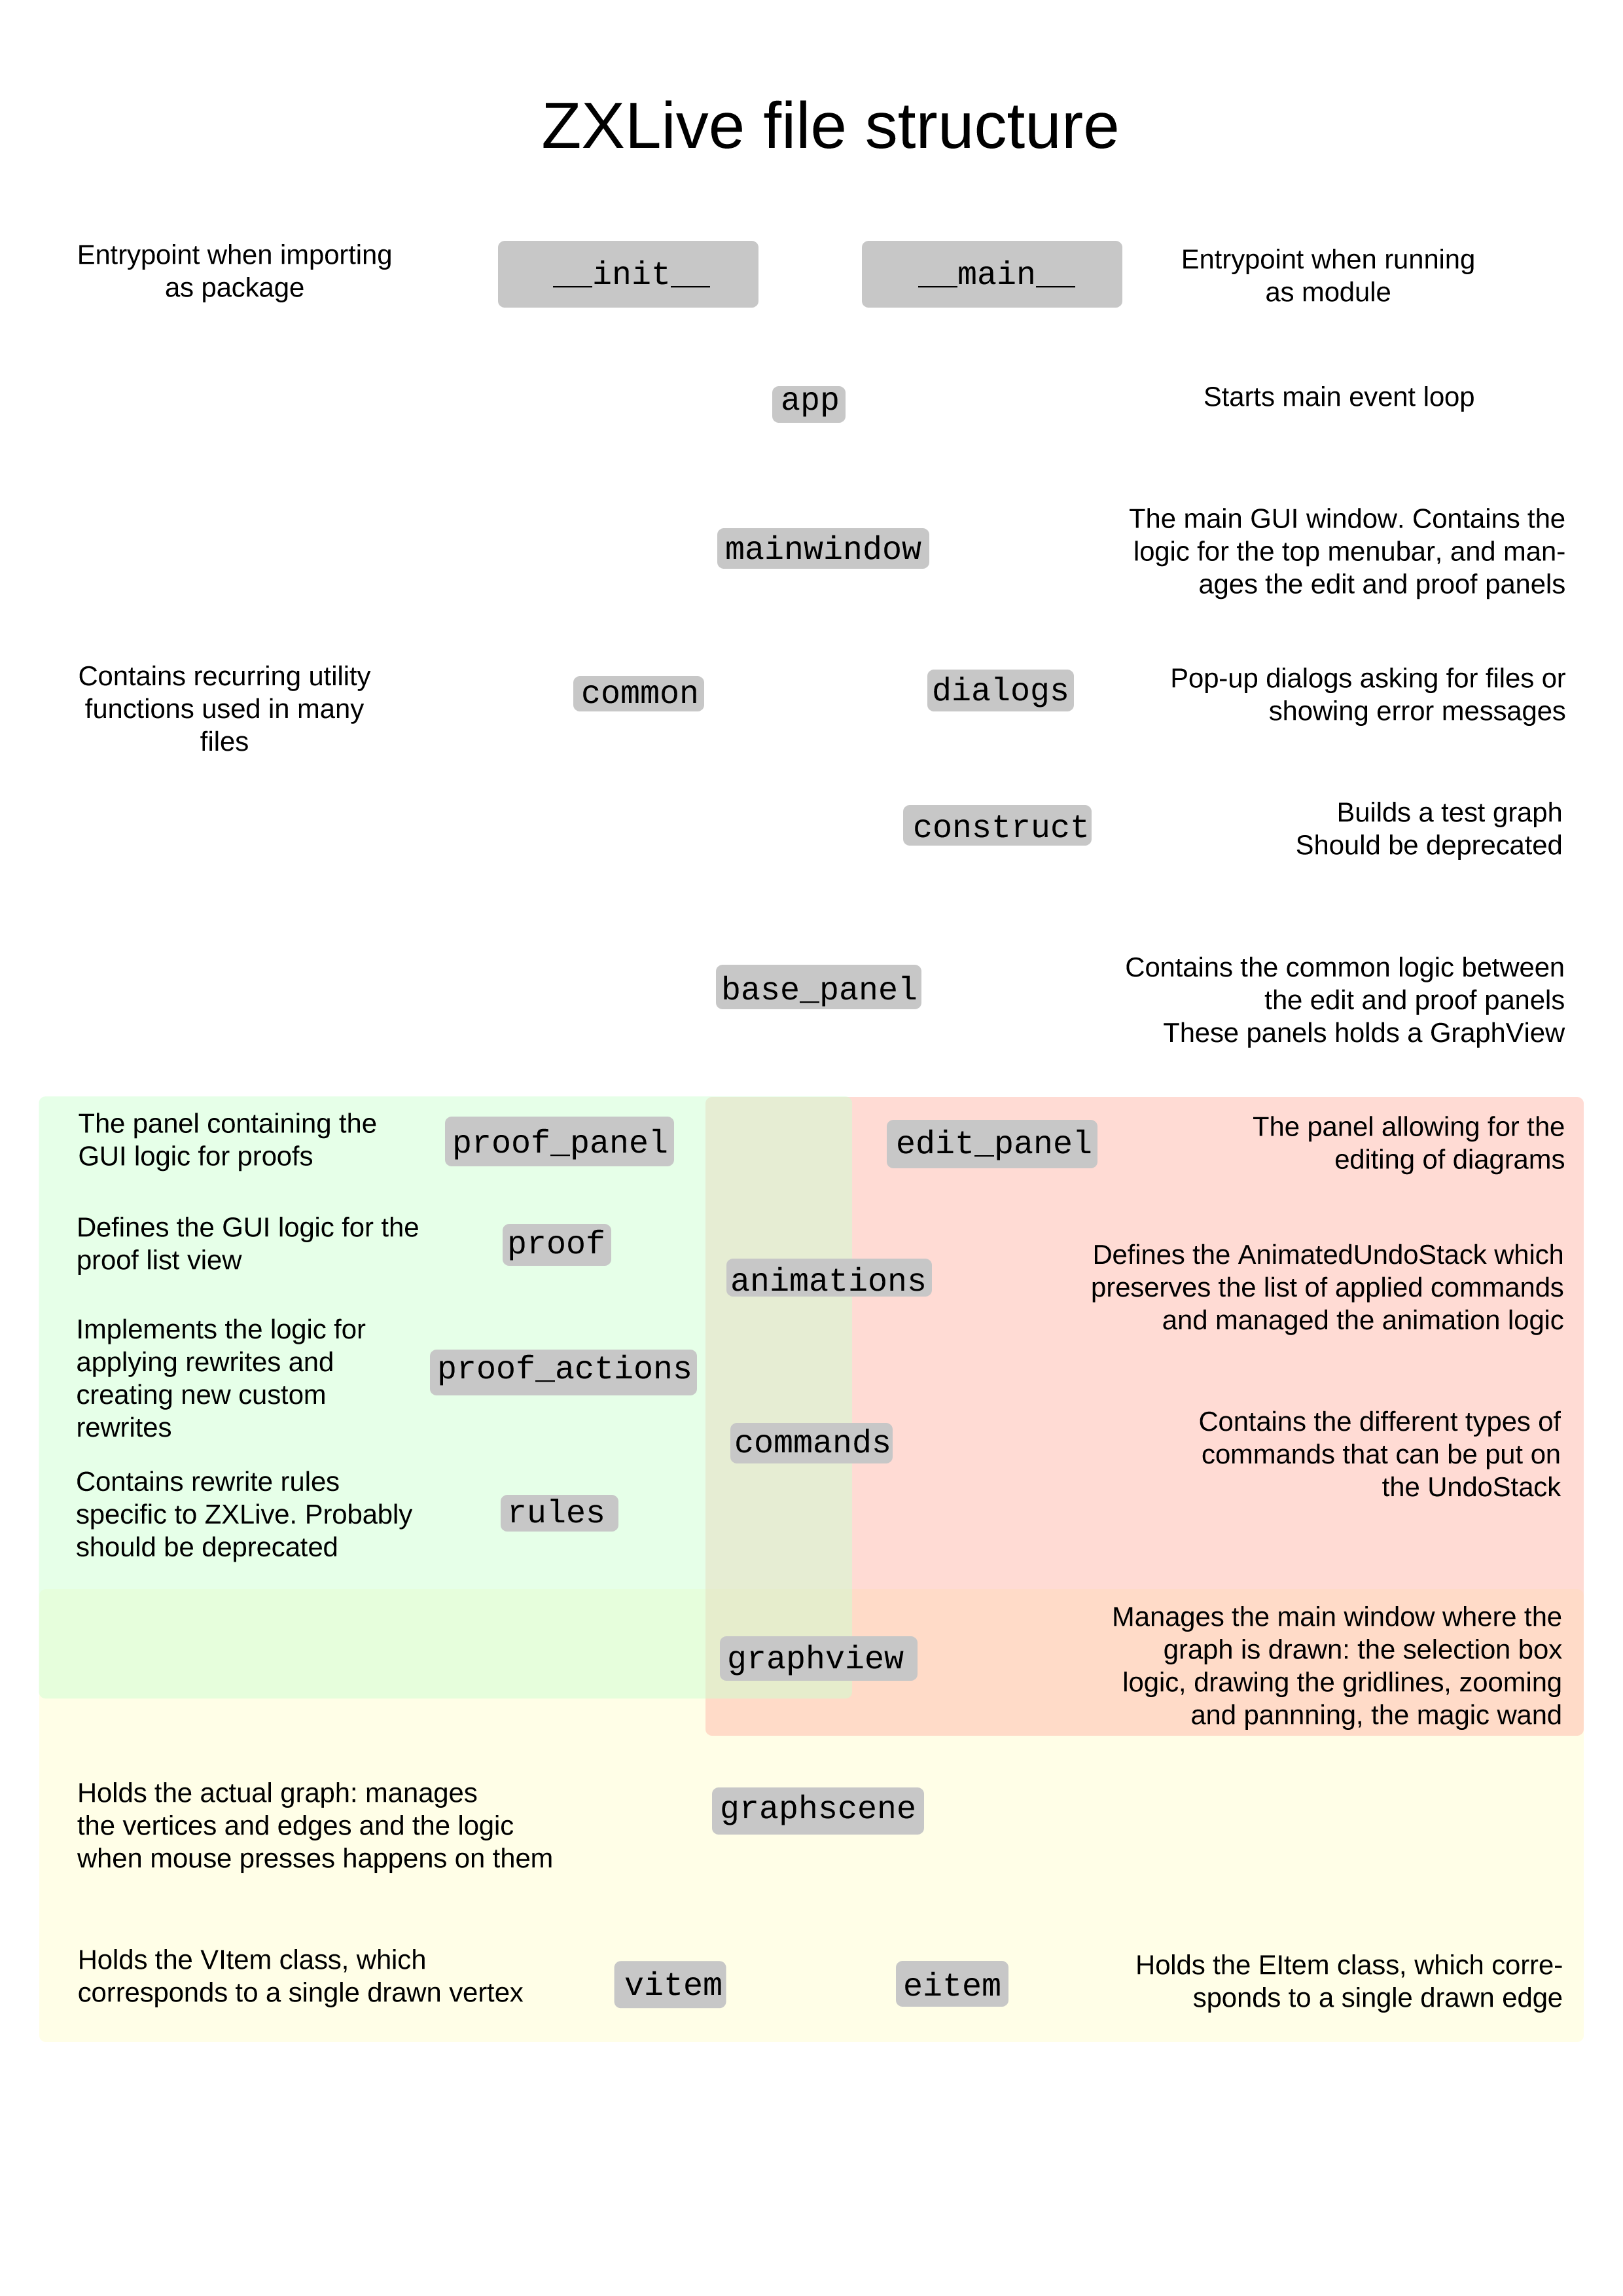 ZXLive file structure
Entrypoint when importing
as package
__init__
__main__
Entrypoint when running
as module
app
Starts main event loop
mainwindow
The main GUI window. Contains the
logic for the top menubar, and man-
ages the edit and proof panels
Contains recurring utility
functions used in many
files
common
dialogs
Pop-up dialogs asking for files or
showing error messages
construct
Builds a test graph
Should be deprecated
base_panel
Contains the common logic between
the edit and proof panels
These panels holds a GraphView
The panel containing the
GUI logic for proofs
proof_panel
edit_panel
The panel allowing for the
editing of diagrams
Defines the GUI logic for the
proof list view
proof
animations
Defines the AnimatedUndoStack which
preserves the list of applied commands
and managed the animation logic
Implements the logic for
applying rewrites and
creating new custom
rewrites
proof_actions
commands
Contains the different types of
commands that can be put on
the UndoStack
Contains rewrite rules
specific to ZXLive. Probably
should be deprecated
rules
graphview
Manages the main window where the
graph is drawn: the selection box
logic, drawing the gridlines, zooming
and pannning, the magic wand
Holds the actual graph: manages
the vertices and edges and the logic
when mouse presses happens on them
graphscene
Holds the VItem class, which
corresponds to a single drawn vertex
vitem
eitem
Holds the EItem class, which corre-
sponds to a single drawn edge